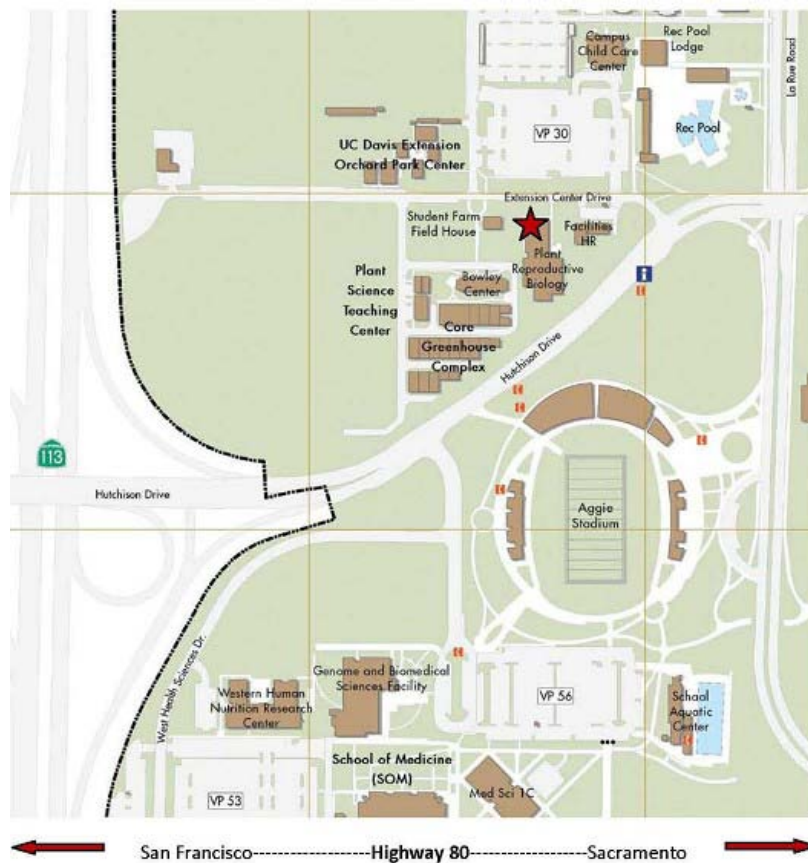 Campus
Child Care
Center
Rec Pool
Lodge
La Rue Road
VP 30
Rec Pool
UC Davis Extension
Orchard Park Center
Extension Center Drive
Student Farm
Field House
Facilities
HR
Plant
Reproductive
Biology
Plant
Science
Teaching
Center
Bowley
Center
Core
Greenhouse
Complex
Hutchison Drive
113
Hutchison Drive
Aggie
Stadium
West Health Sciences Dr.
Genome and Biomedical
Sciences Facility
Western Human
Nutrition Research
Center
VP 56
Schaal
Aquatic
Center
School of Medicine
(SOM)
VP 53
Med Sci 1C
San Francisco---------------------Highway 80---------------------Sacramento